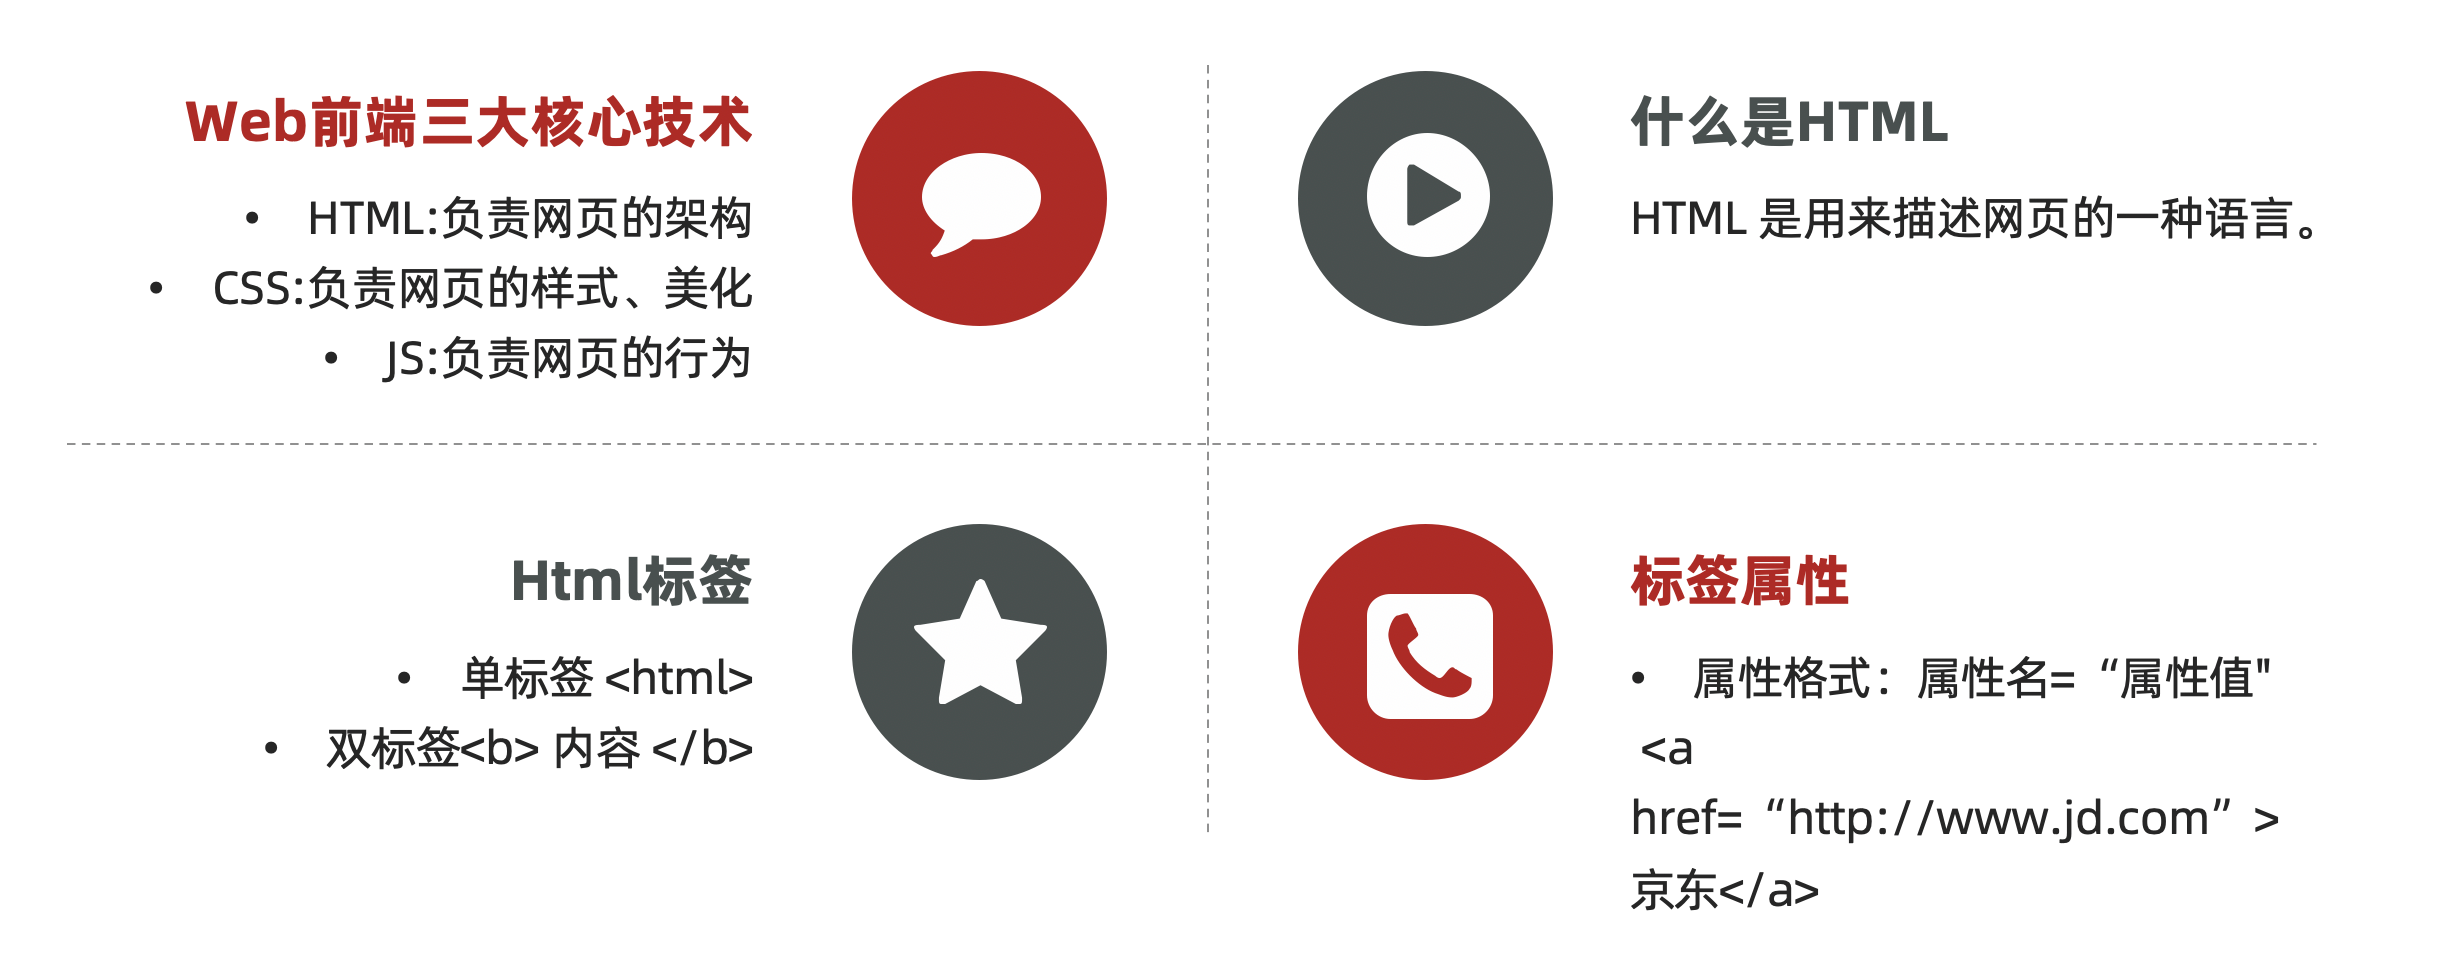 Web前端三大核心技术
• HTML:负责网页的架构
• CSS:负责网页的样式、美化
• JS:负责网页的行为
什么是HTML
HTML 是用来描述网页的一种语言。
Html标签
• 单标签 <html>
• 双标签<b> 内容 </b>
标签属性
• 属性格式：属性名=“属性值"
<a
href=“http://www.jd.com”>
京东</a>